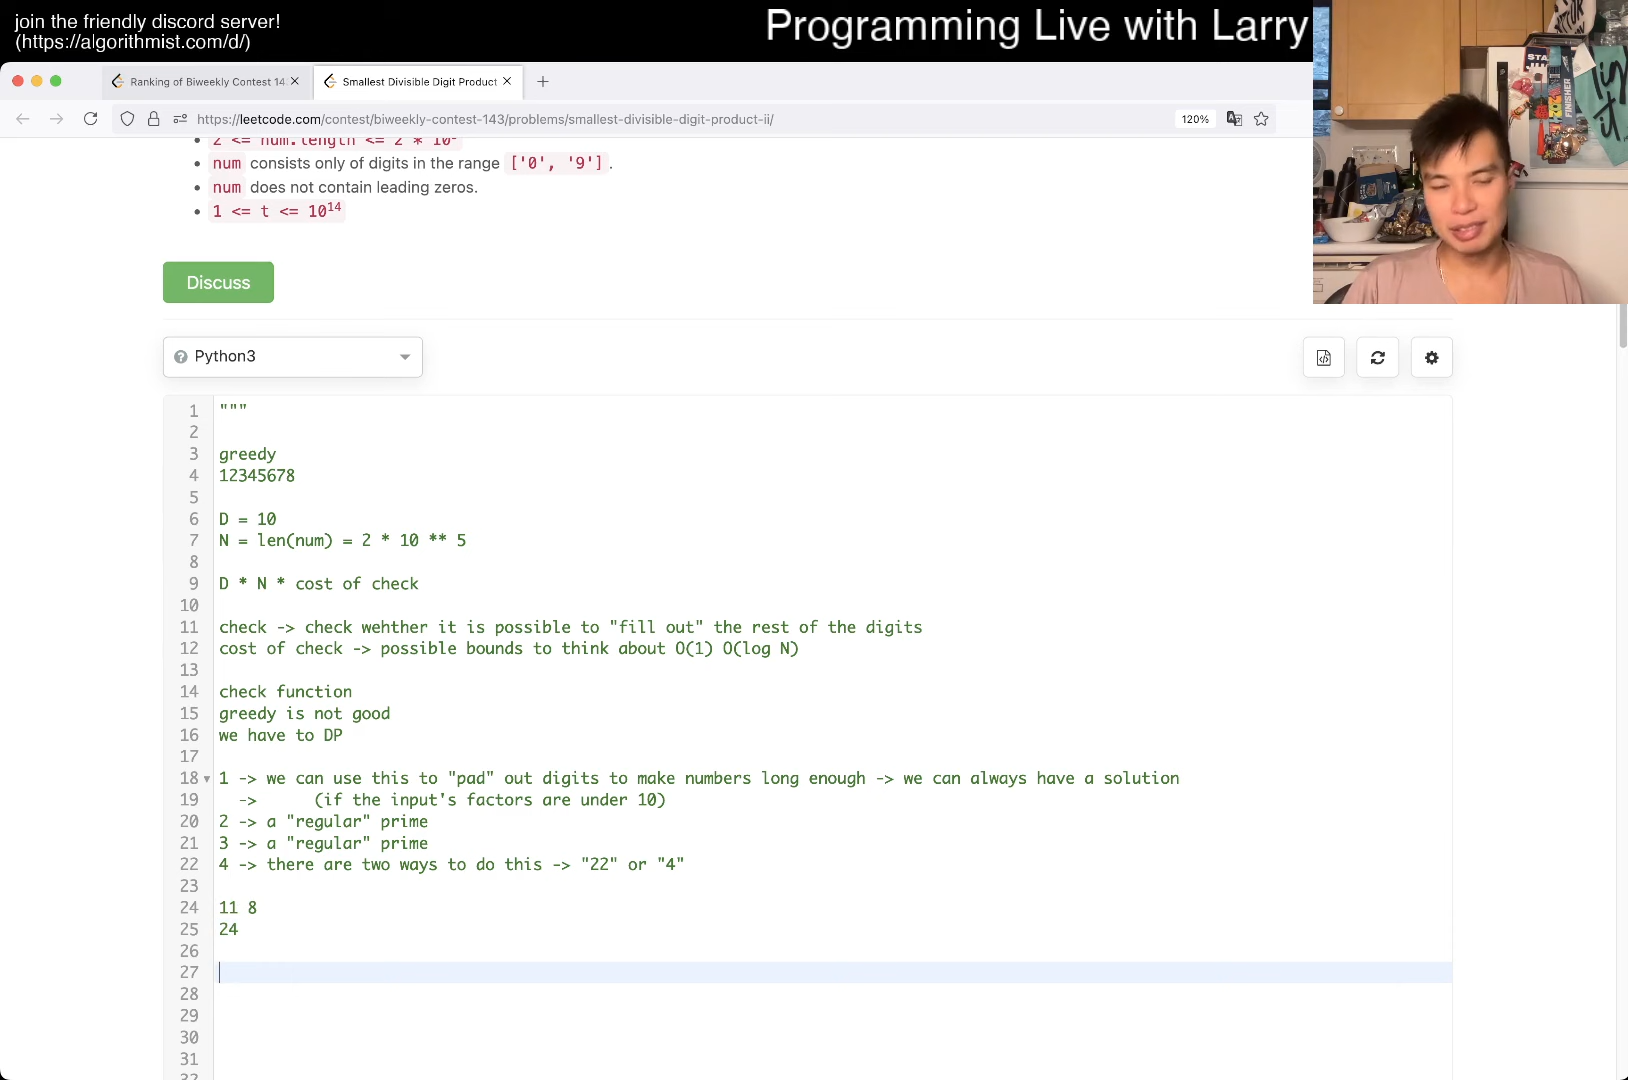 join the friendly discord server!
(https://algorithmist.com/d/)
Programming Live with Larry
Ranking of Biweekly Contest 14
Smallest Divisible Digit Product
https://leetcode.com/contest/biweekly-contest-143/problems/smallest-divisible-digit-product-ii/
120%
2 <= num.length <= 2 * 10
num consists only of digits in the range ['0', '9'].
num does not contain leading zeros.
1 <= t <= 10^14
Discuss
Python3
1 """
2
3 greedy
4 12345678
5
6 D = 10
7 N = len(num) = 2 * 10 ** 5
8
9 D * N * cost of check
10
11 check -> check wehther it is possible to "fill out" the rest of the digits
12 cost of check -> possible bounds to think about O(1) O(log N)
13
14 check function
15 greedy is not good
16 we have to DP
17
18 1 -> we can use this to "pad" out digits to make numbers long enough -> we can always have a solution
19 -> (if the input's factors are under 10)
20 2 -> a "regular" prime
21 3 -> a "regular" prime
22 4 -> there are two ways to do this -> "22" or "4"
23
24 11 8
25 24
26
27
28
29
30
31
32